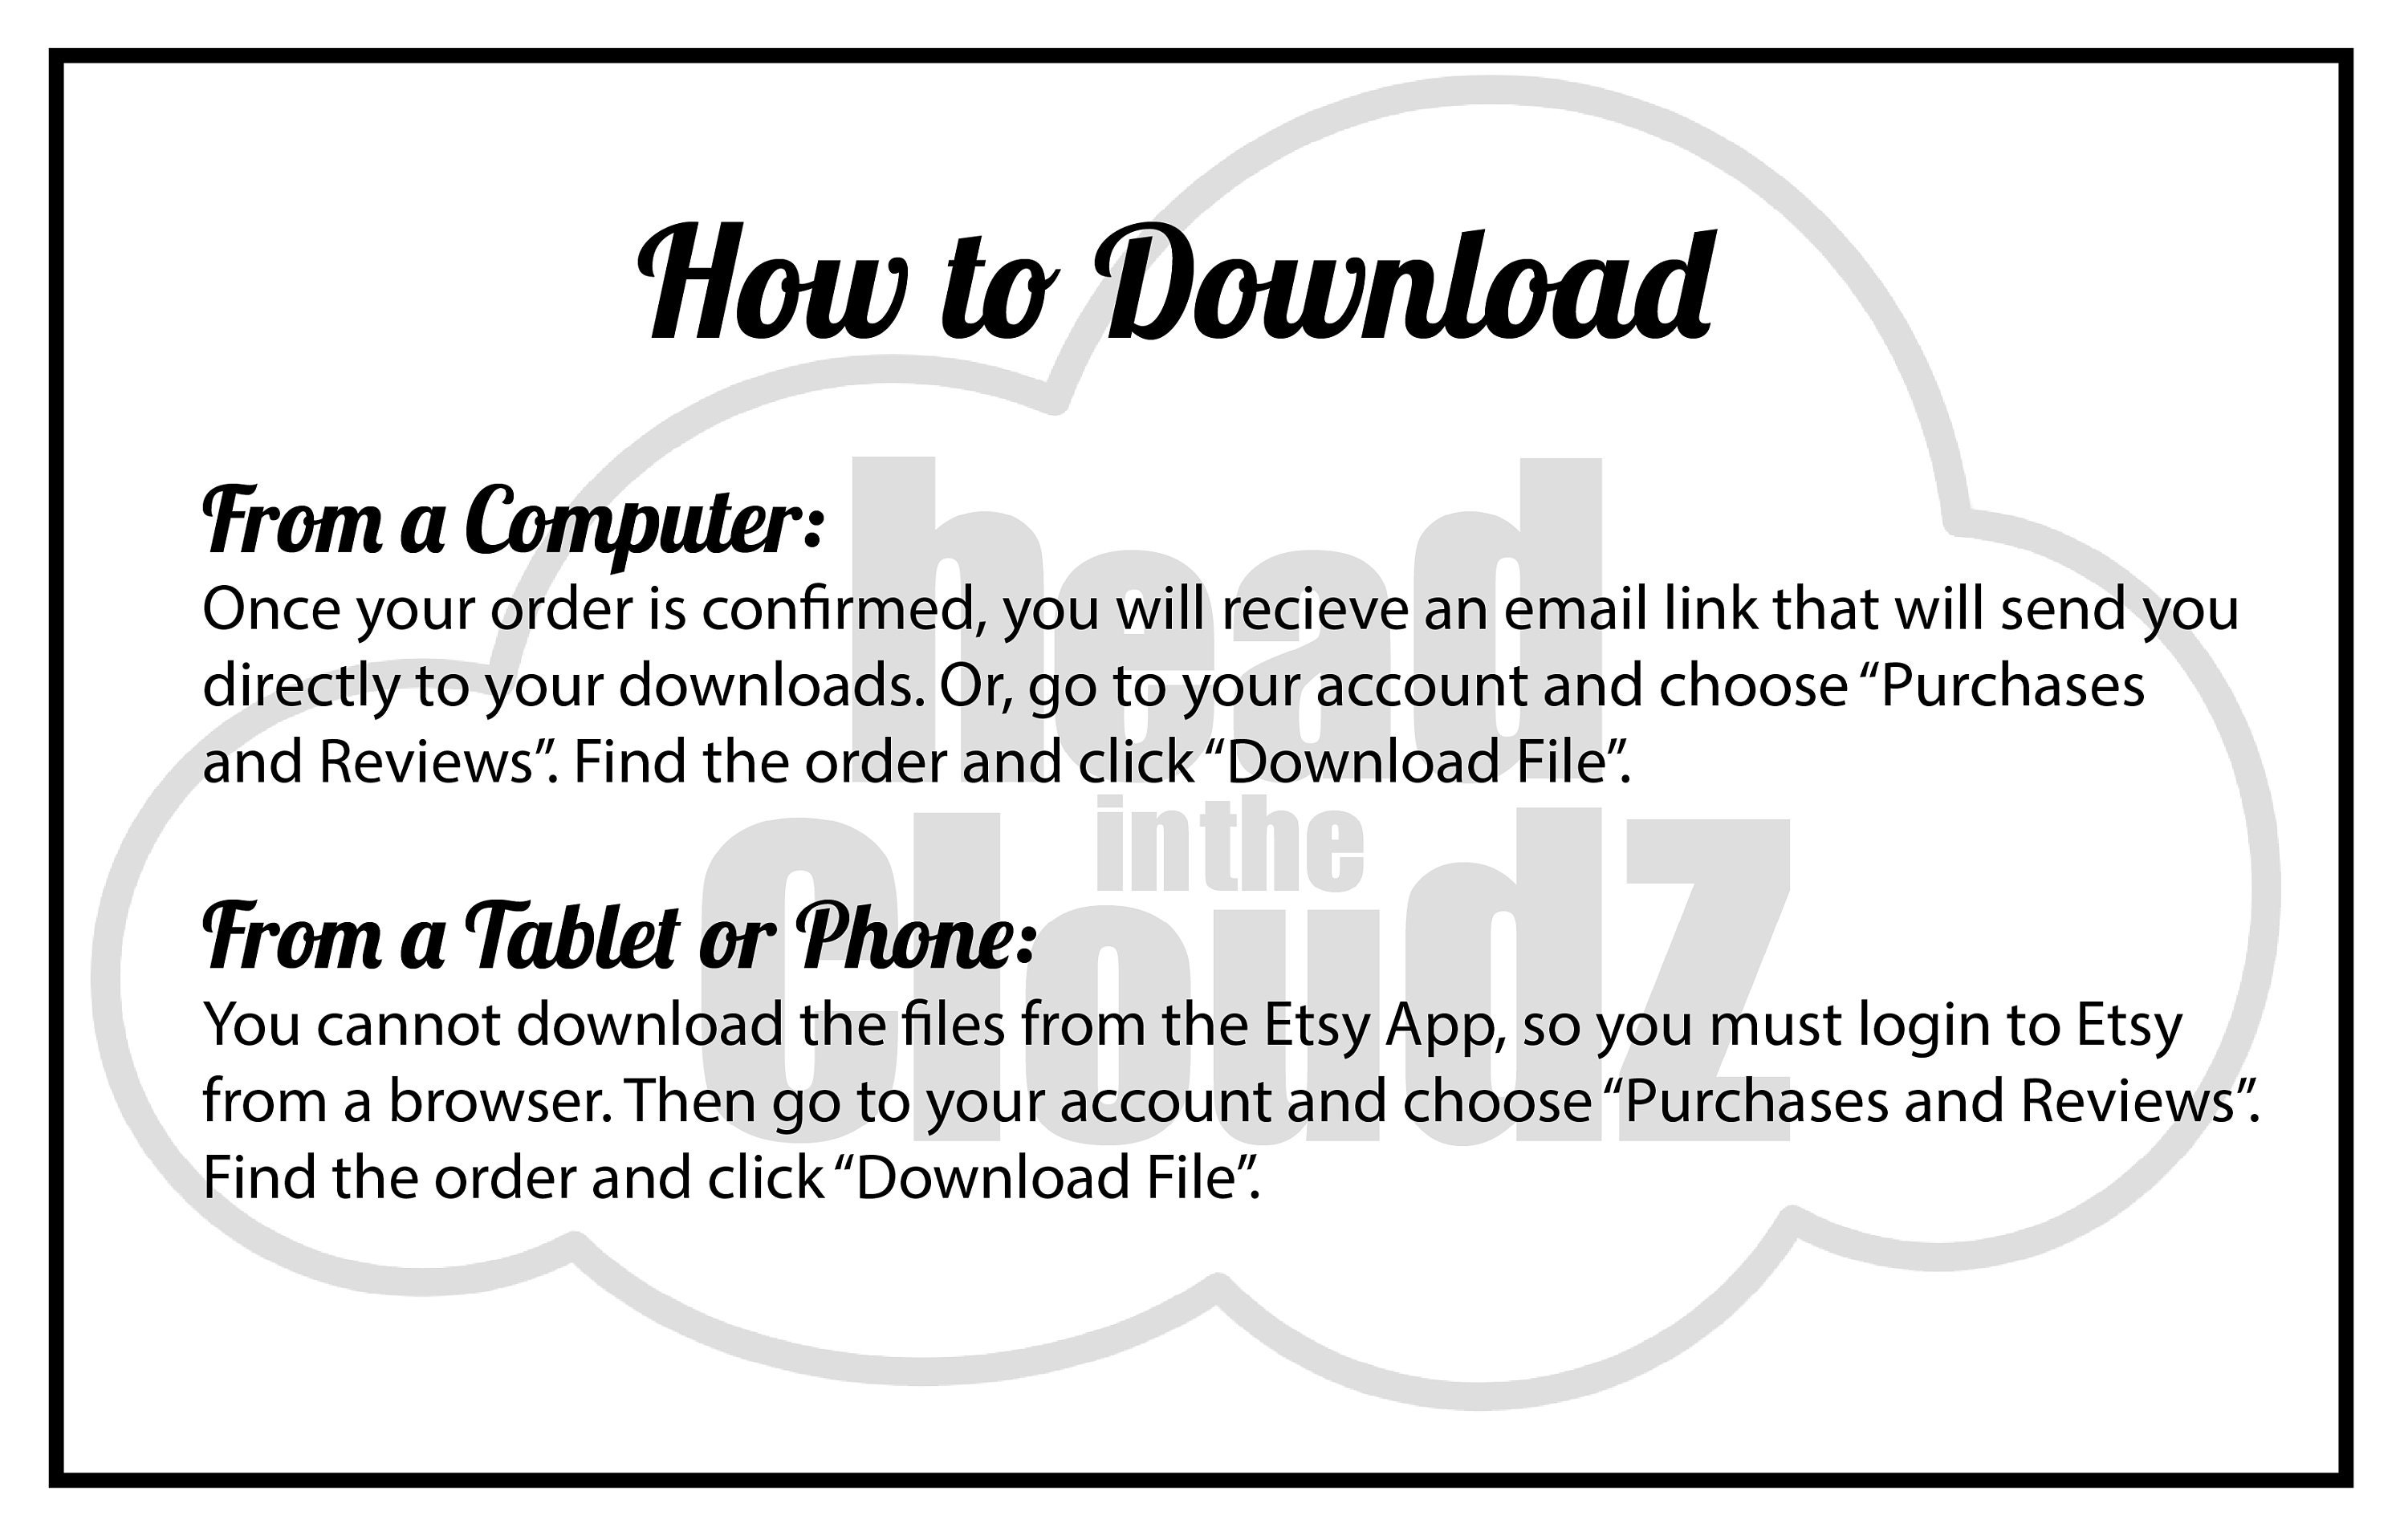 How to Download
From a Computer:
Once your order is confirmed, you will recieve an email link that will send you
directly to your downloads. Or, go to your account and choose “Purchases
and Reviews”. Find the order and click “Download File”.
head
in the
cloudz
From a Tablet or Phone:
You cannot download the files from the Etsy App, so you must login to Etsy
from a browser. Then go to your account and choose “Purchases and Reviews”.
Find the order and click “Download File”.